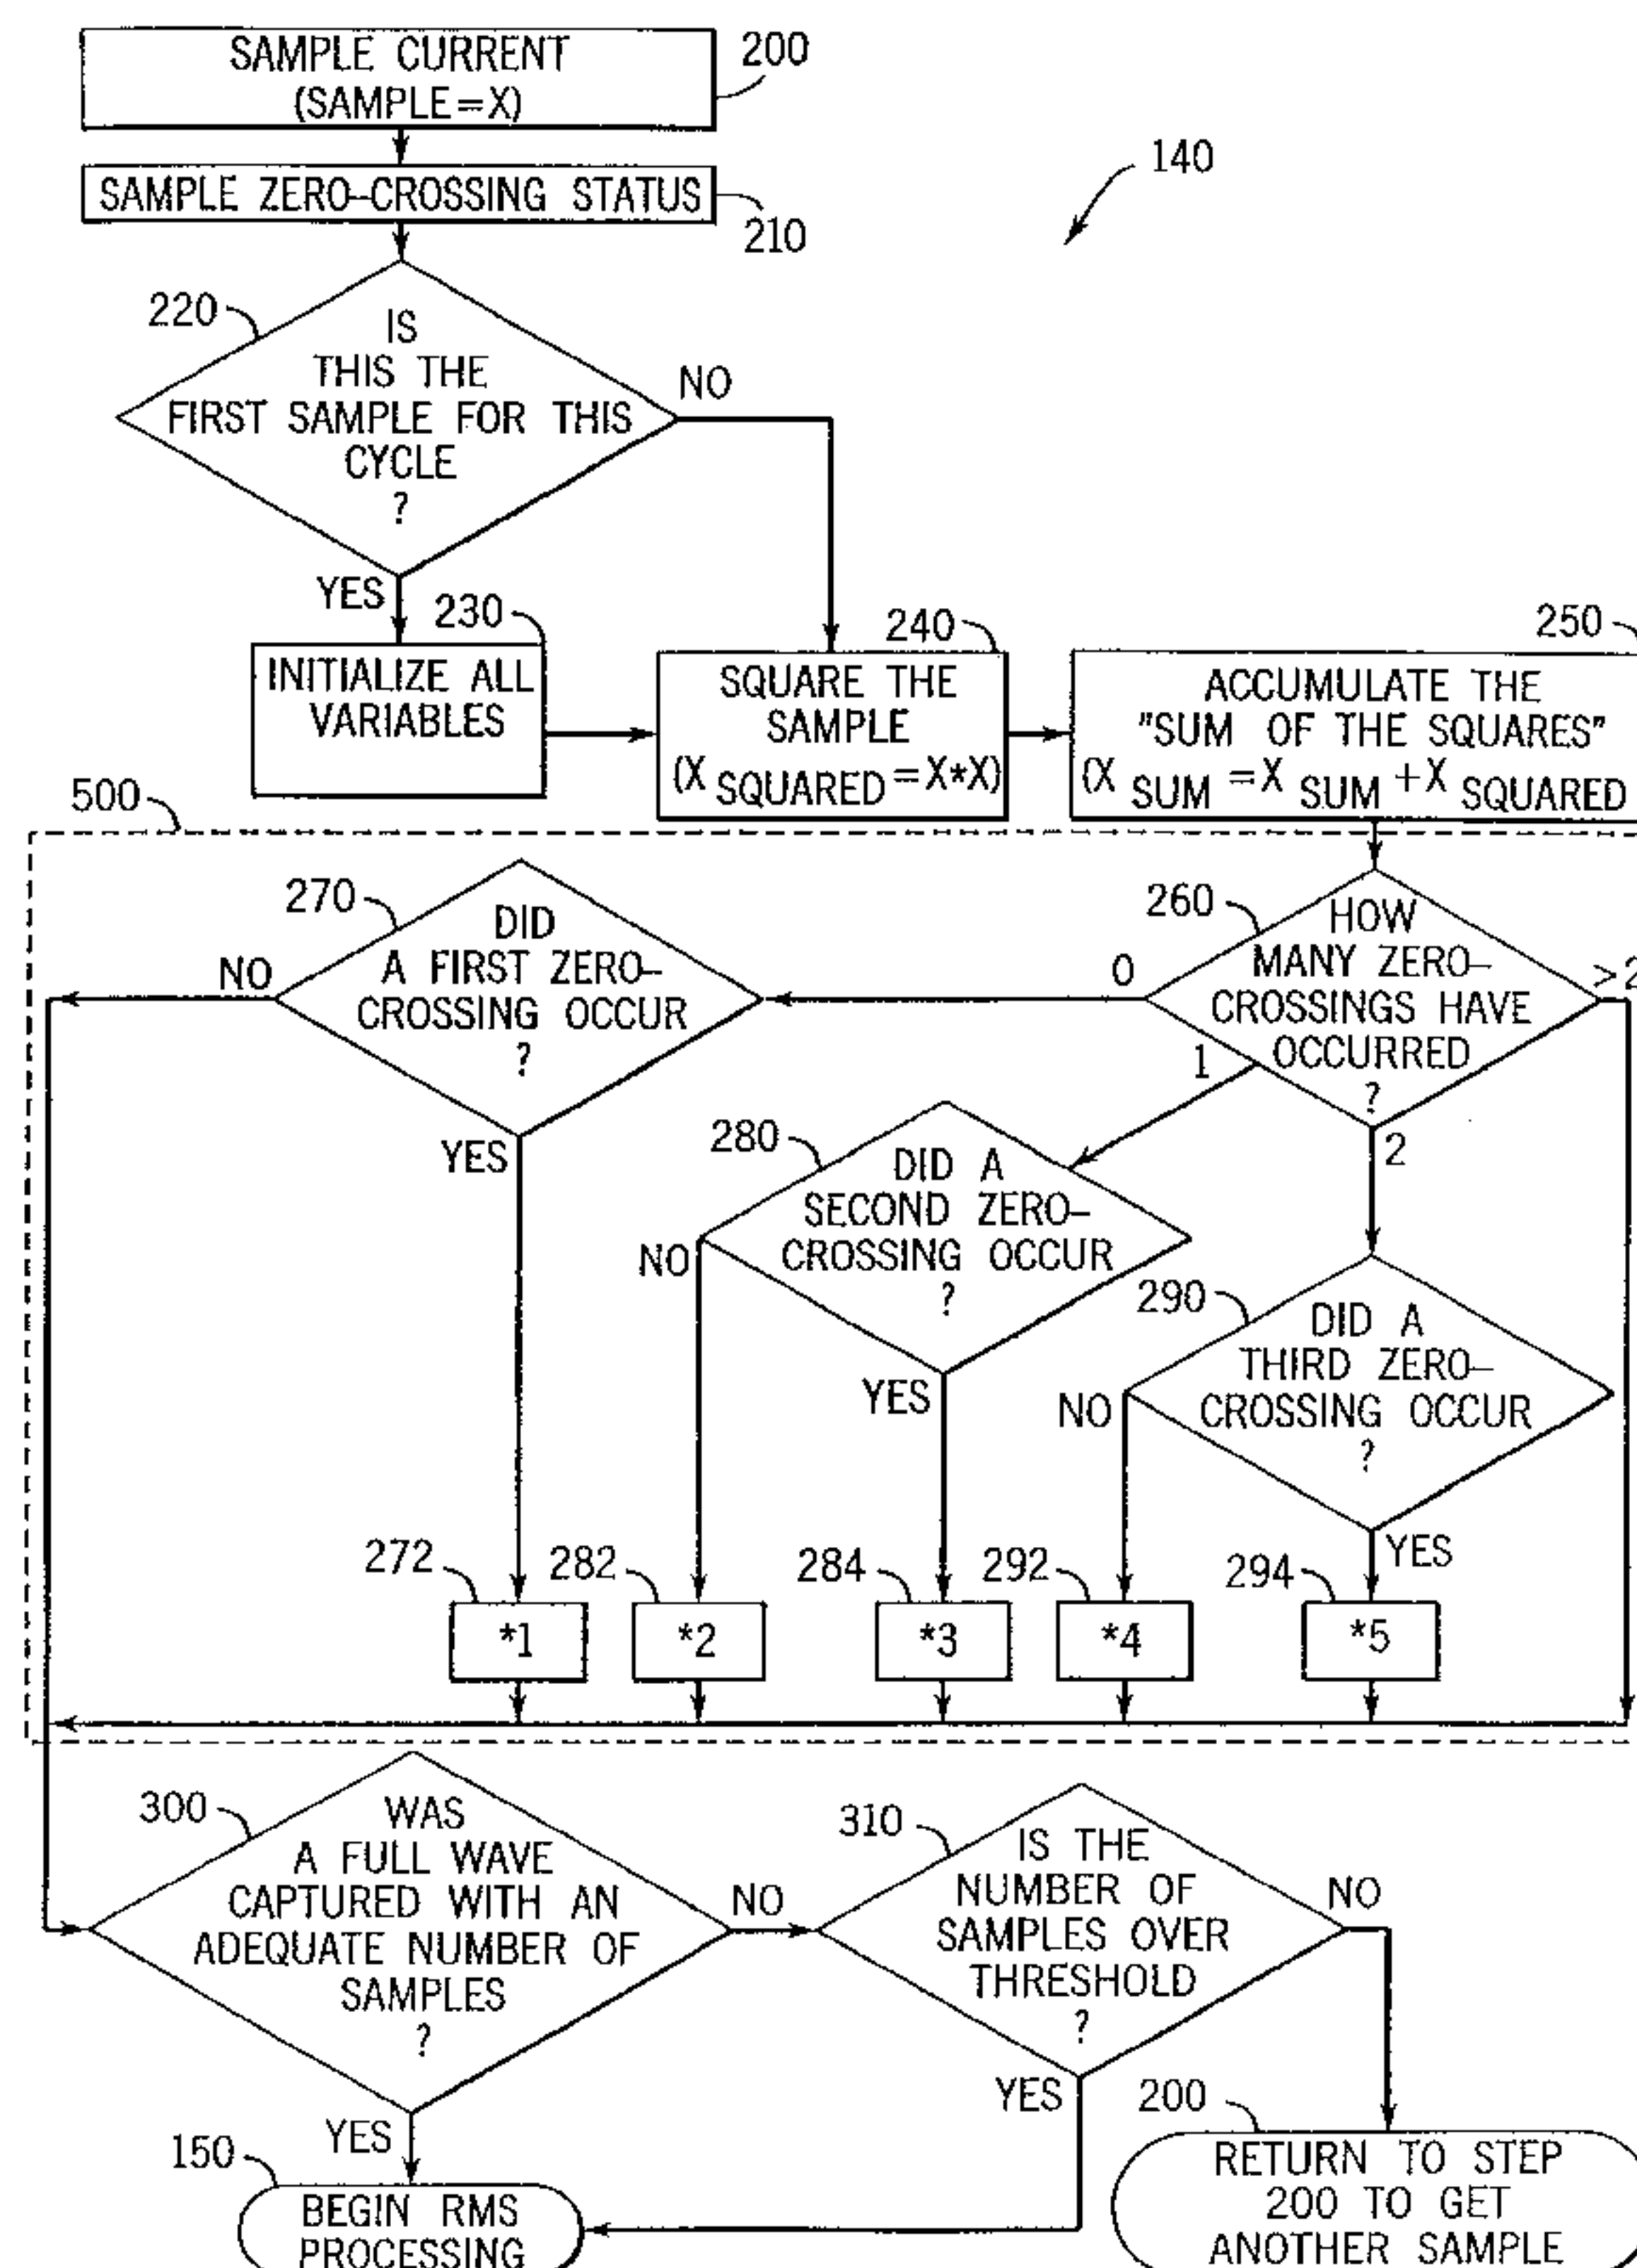 SAMPLE CURRENT
(SAMPLE=X)
200
140
SAMPLE ZERO-CROSSING STATUS
210
220
IS
THIS THE
FIRST SAMPLE FOR THIS
CYCLE
?
NO
YES
230
INITIALIZE ALL
VARIABLES
240
SQUARE THE
SAMPLE
(X SQUARED=X*X)
250
ACCUMULATE THE
"SUM OF THE SQUARES"
(X SUM =X SUM +X SQUARED
500
260
HOW
MANY ZERO-
CROSSINGS HAVE
OCCURRED
?
0
1
2
>2
270
DID
A FIRST ZERO-
CROSSING OCCUR
?
NO
YES
280
DID A
SECOND ZERO-
CROSSING OCCUR
?
NO
YES
290
DID A
THIRD ZERO-
CROSSING OCCUR
?
NO
YES
272
*1
282
*2
284
*3
292
*4
294
*5
300
WAS
A FULL WAVE
CAPTURED WITH AN
ADEQUATE NUMBER OF
SAMPLES
?
NO
YES
310
IS THE
NUMBER OF
SAMPLES OVER
THRESHOLD
?
NO
YES
150
BEGIN RMS
PROCESSING
200
RETURN TO STEP
200 TO GET
ANOTHER SAMPLE